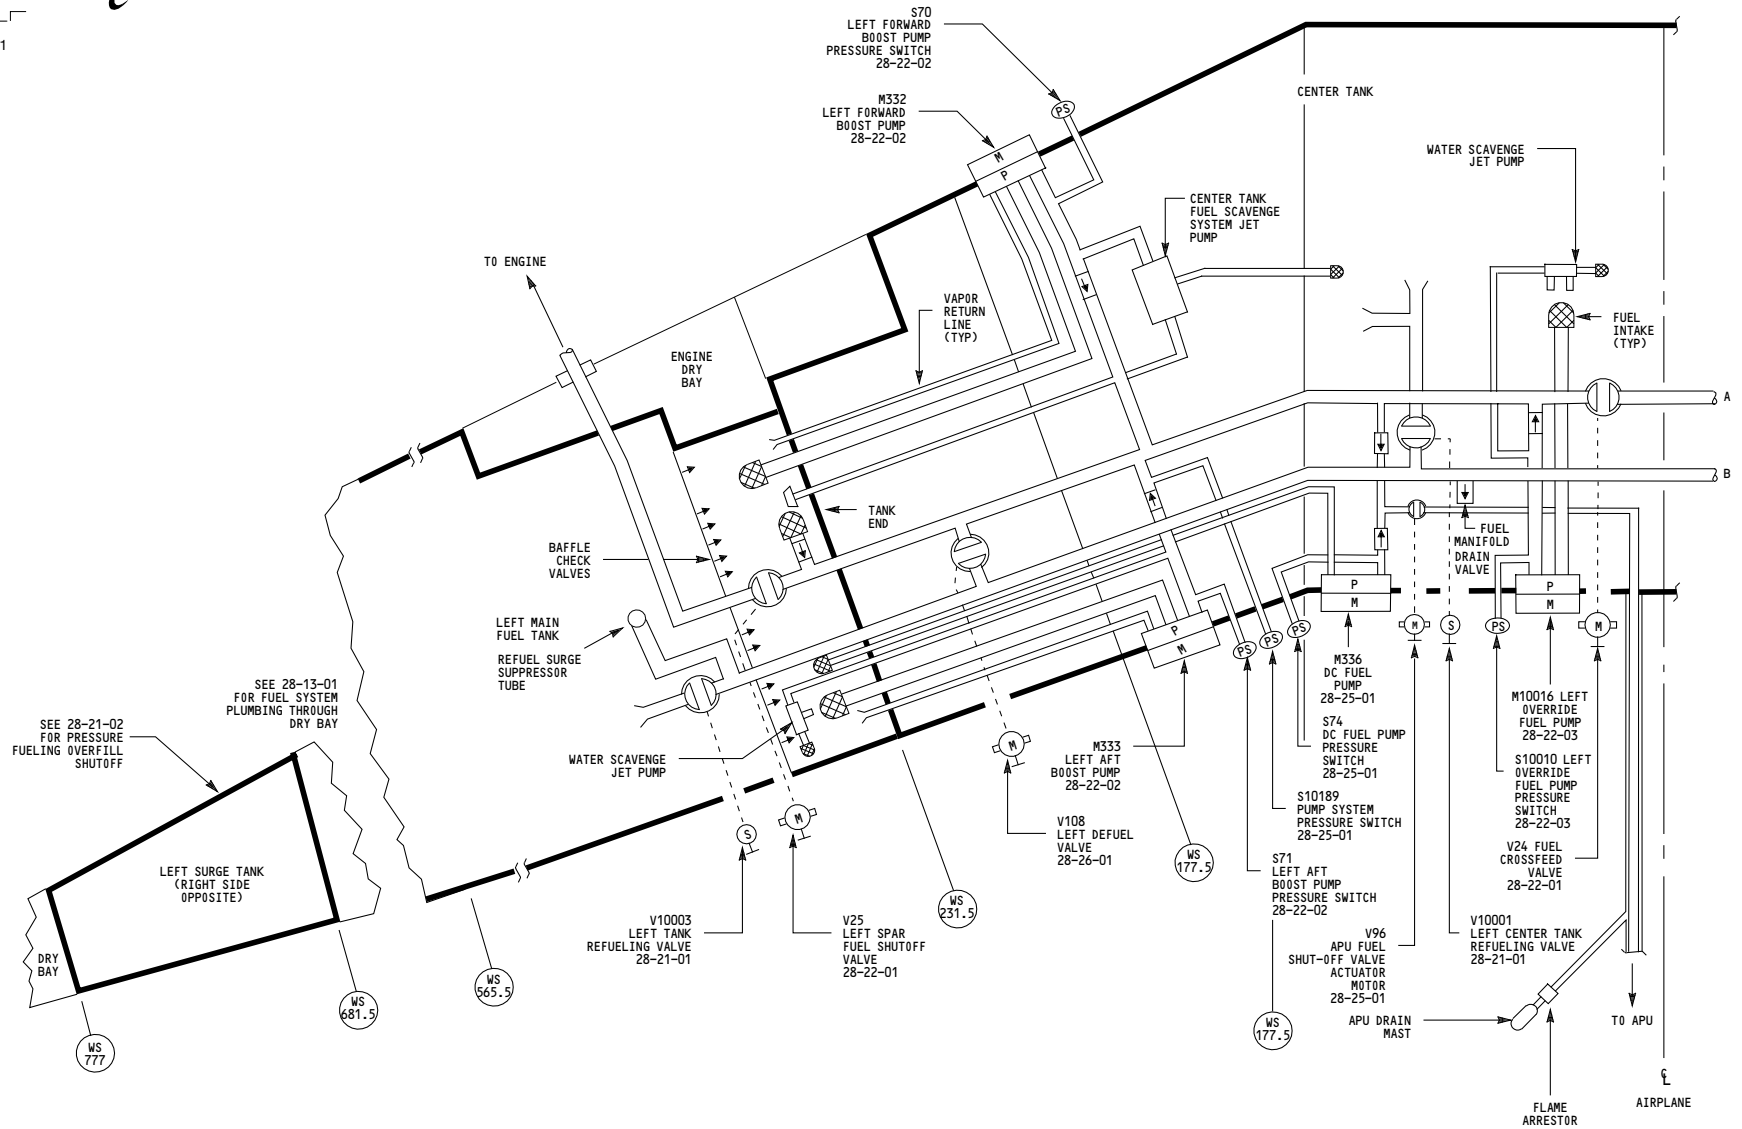 1
S70
LEFT FORWARD
BOOST PUMP
PRESSURE SWITCH
28-22-02
M332
LEFT FORWARD
BOOST PUMP
28-22-02
PS
M
P
CENTER TANK
WATER SCAVENGE
JET PUMP
CENTER TANK
FUEL SCAVENGE
SYSTEM JET
PUMP
TO ENGINE
VAPOR
RETURN
LINE
(TYP)
FUEL
INTAKE
(TYP)
ENGINE
DRY
BAY
A
B
TANK
END
BAFFLE
CHECK
VALVES
FUEL
MANIFOLD
DRAIN
VALVE
LEFT MAIN
FUEL TANK
REFUEL SURGE
SUPPRESSOR
TUBE
P
M
P
M
P
M
PS
PS
PS
M
S
PS
M
SEE 28-13-01
FOR FUEL SYSTEM
PLUMBING THROUGH
DRY BAY
SEE 28-21-02
FOR PRESSURE
FUELING OVERFILL
SHUTOFF
WATER SCAVENGE
JET PUMP
M
S
M
M333
LEFT AFT
BOOST PUMP
28-22-02
M336
DC FUEL
PUMP
28-25-01
S74
DC FUEL PUMP
PRESSURE
SWITCH
28-25-01
S10189
PUMP SYSTEM
PRESSURE SWITCH
28-25-01
M10016 LEFT
OVERRIDE
FUEL PUMP
28-22-03
S10010 LEFT
OVERRIDE
FUEL PUMP
PRESSURE
SWITCH
28-22-03
V24 FUEL
CROSSFEED
VALVE
28-22-01
V108
LEFT DEFUEL
VALVE
28-26-01
WS
177.5
S71
LEFT AFT
BOOST PUMP
PRESSURE SWITCH
28-22-02
LEFT SURGE TANK
(RIGHT SIDE
OPPOSITE)
WS
231.5
V10003
LEFT TANK
REFUELING VALVE
28-21-01
V25
LEFT SPAR
FUEL SHUTOFF
VALVE
28-22-01
V96
APU FUEL
SHUT-OFF VALVE
ACTUATOR
MOTOR
28-25-01
V10001
LEFT CENTER TANK
REFUELING VALVE
28-21-01
DRY
BAY
WS
565.5
WS
681.5
WS
777
WS
177.5
APU DRAIN
MAST
TO APU
FLAME
ARRESTOR
AIRPLANE